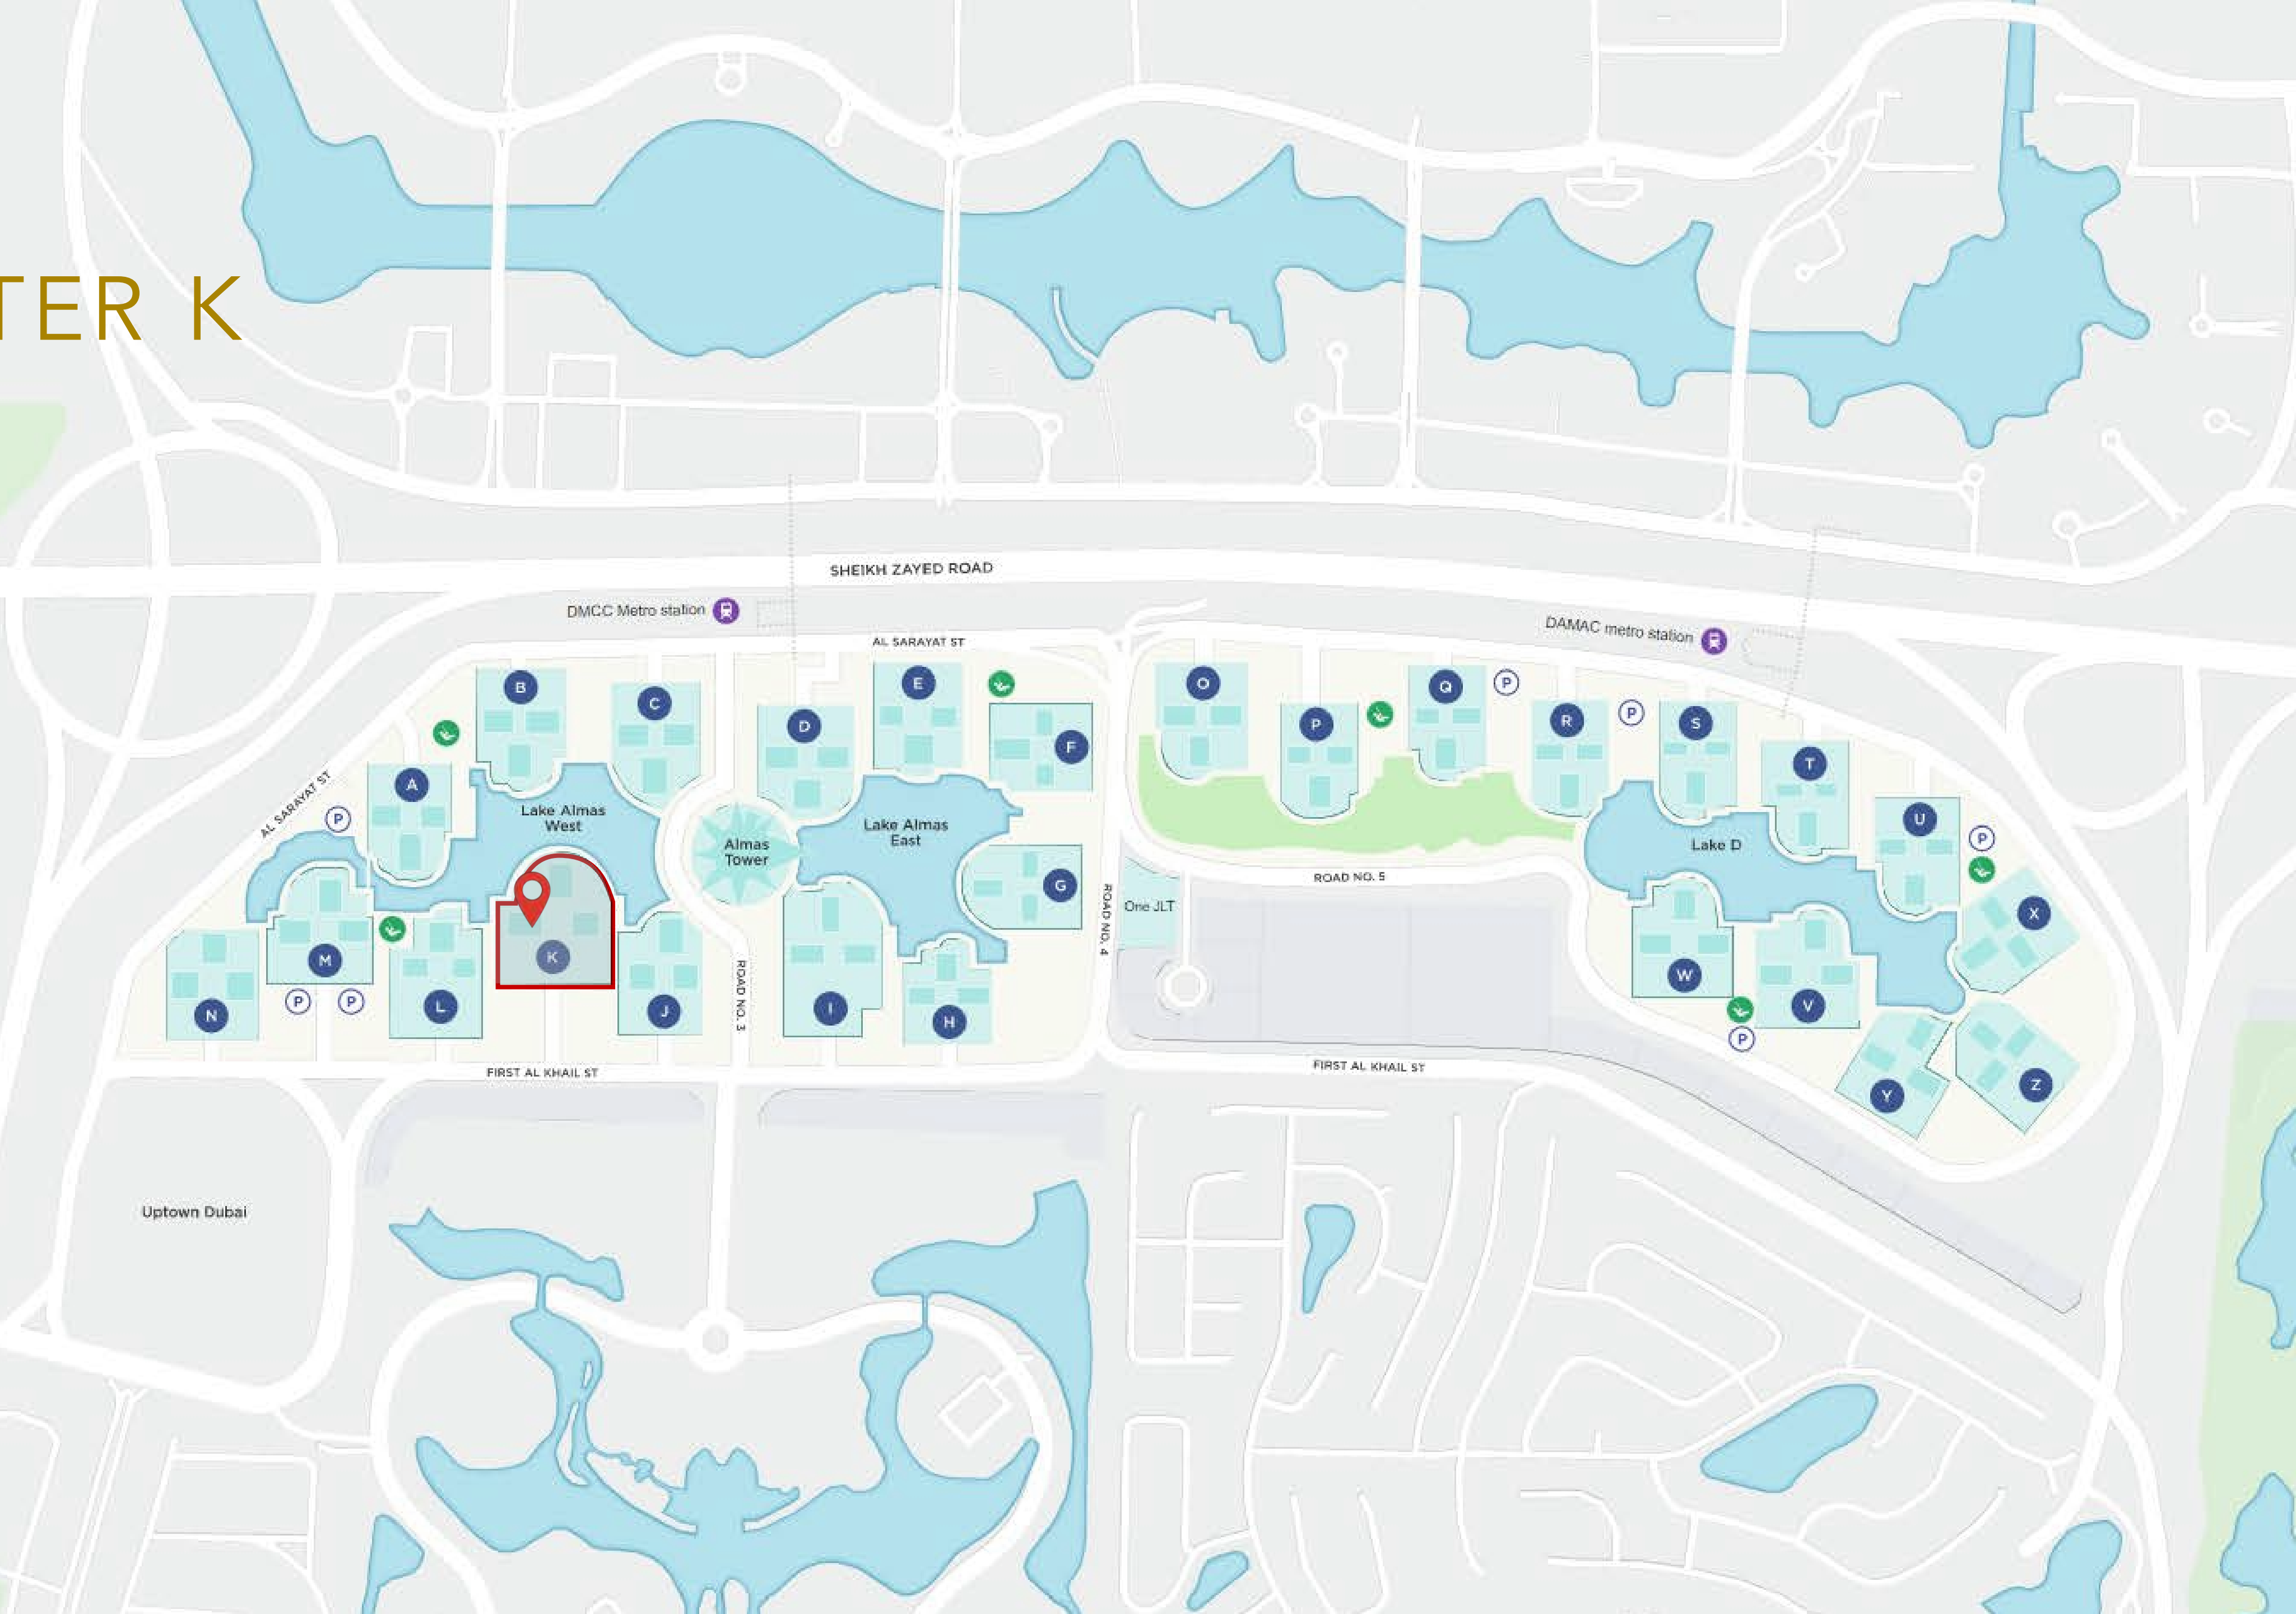 TER K
SHEIKH ZAYED ROAD
DMCC Metro station
DAMAC metro station
AL SARAYAT ST
B
C
D
E
F
O
P
Q
P
R
P
S
T
A
AL SARAYAT ST
P
Lake Almas
West
Almas
Tower
Lake Almas
East
G
ROAD NO. 4
One JLT
ROAD NO. 5
Lake D
U
P
X
N
M
P
P
L
K
J
ROAD NO. 3
I
H
W
V
P
Y
Z
FIRST AL KHAIL ST
FIRST AL KHAIL ST
Uptown Dubai